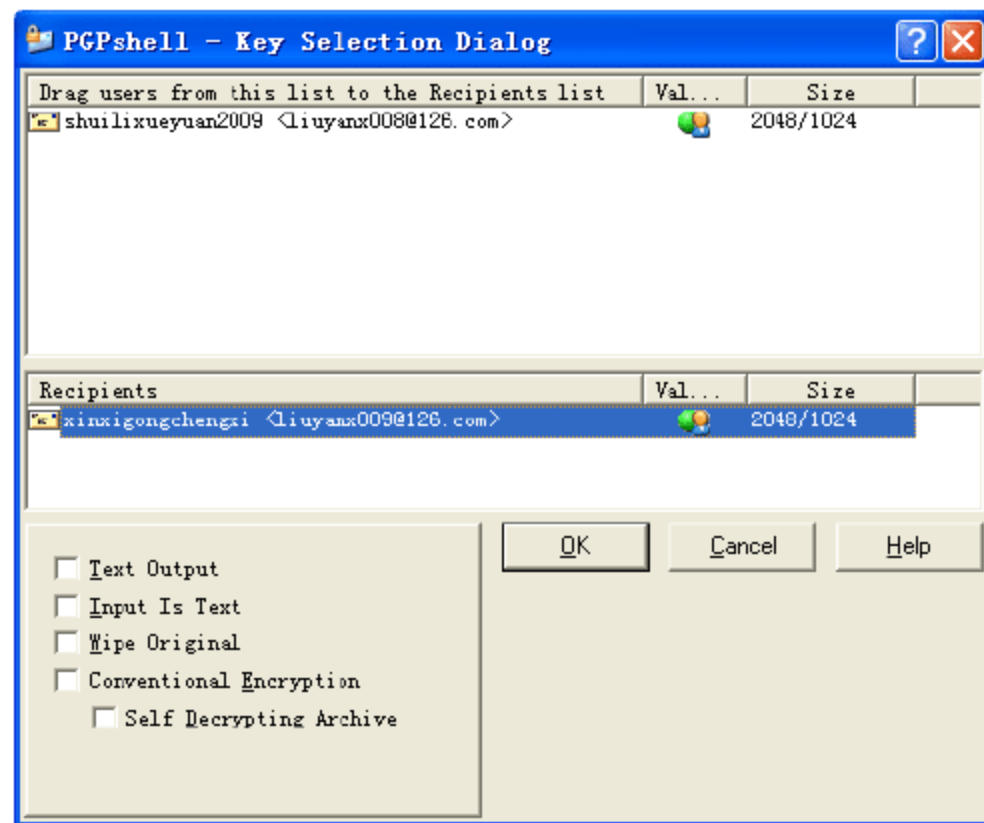 PGPshell - Key Selection Dialog
Drag users from this list to the Recipients list Val... Size
shuilixueyuan2009 <liuyanx008@126.com> 2048/1024
Recipients Val... Size
xinxigongchengxi <liuyanx009@126.com> 2048/1024
OK Cancel Help
Text Output
Input Is Text
Wipe Original
Conventional Encryption
Self Decrypting Archive